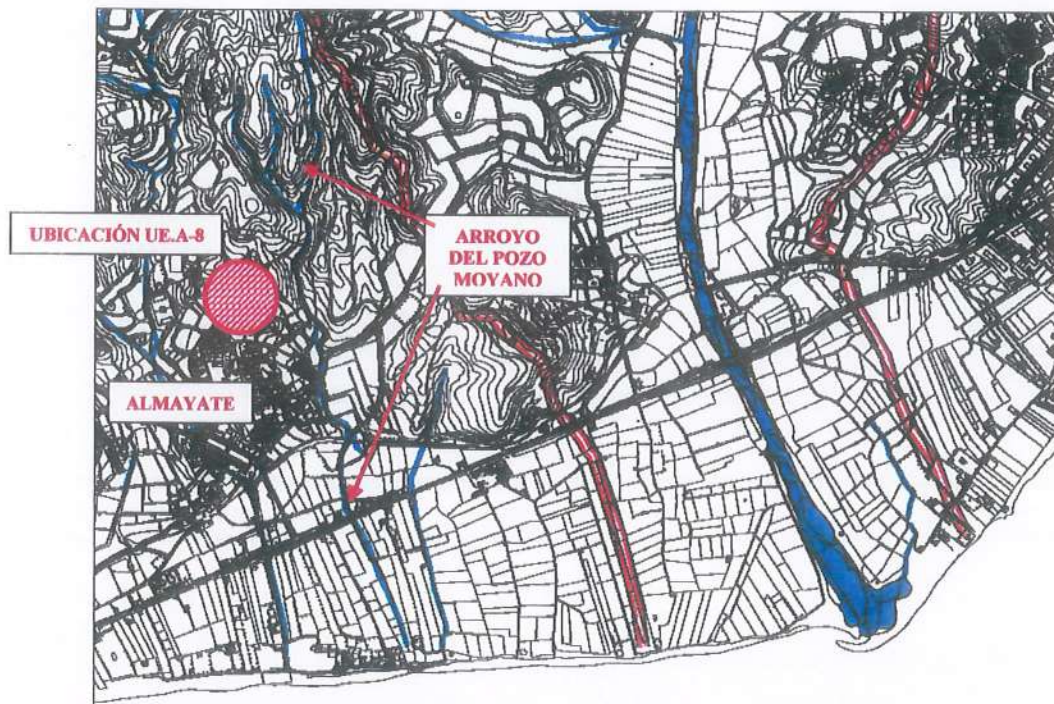 UBICACIÓN UE.A-8
ARROYO
DEL POZO
MOYANO
ALMAYATE